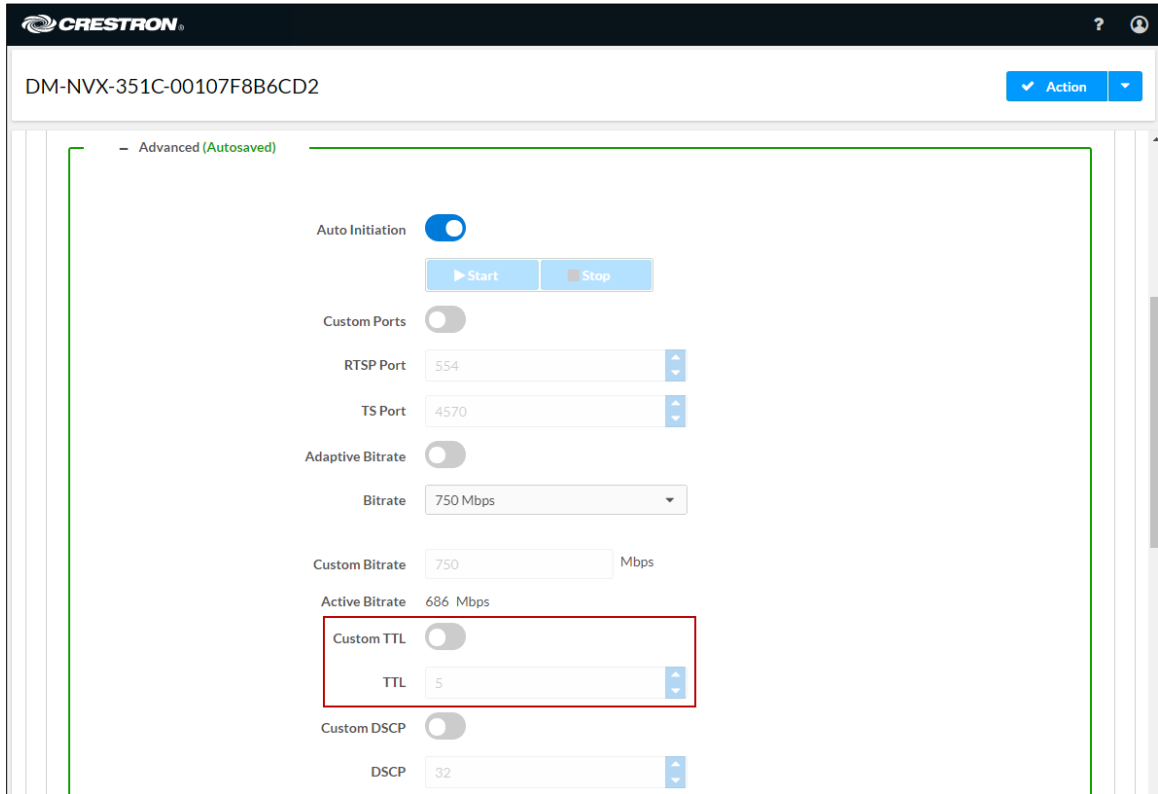 CRESTRON®
?
DM-NVX-351C-00107F8B6CD2
Action
– Advanced (Autosaved)
Auto Initiation
Start Stop
Custom Ports
RTSP Port 554
TS Port 4570
Adaptive Bitrate
Bitrate 750 Mbps
Custom Bitrate 750 Mbps
Active Bitrate 686 Mbps
Custom TTL
TTL 5
Custom DSCP
DSCP 32